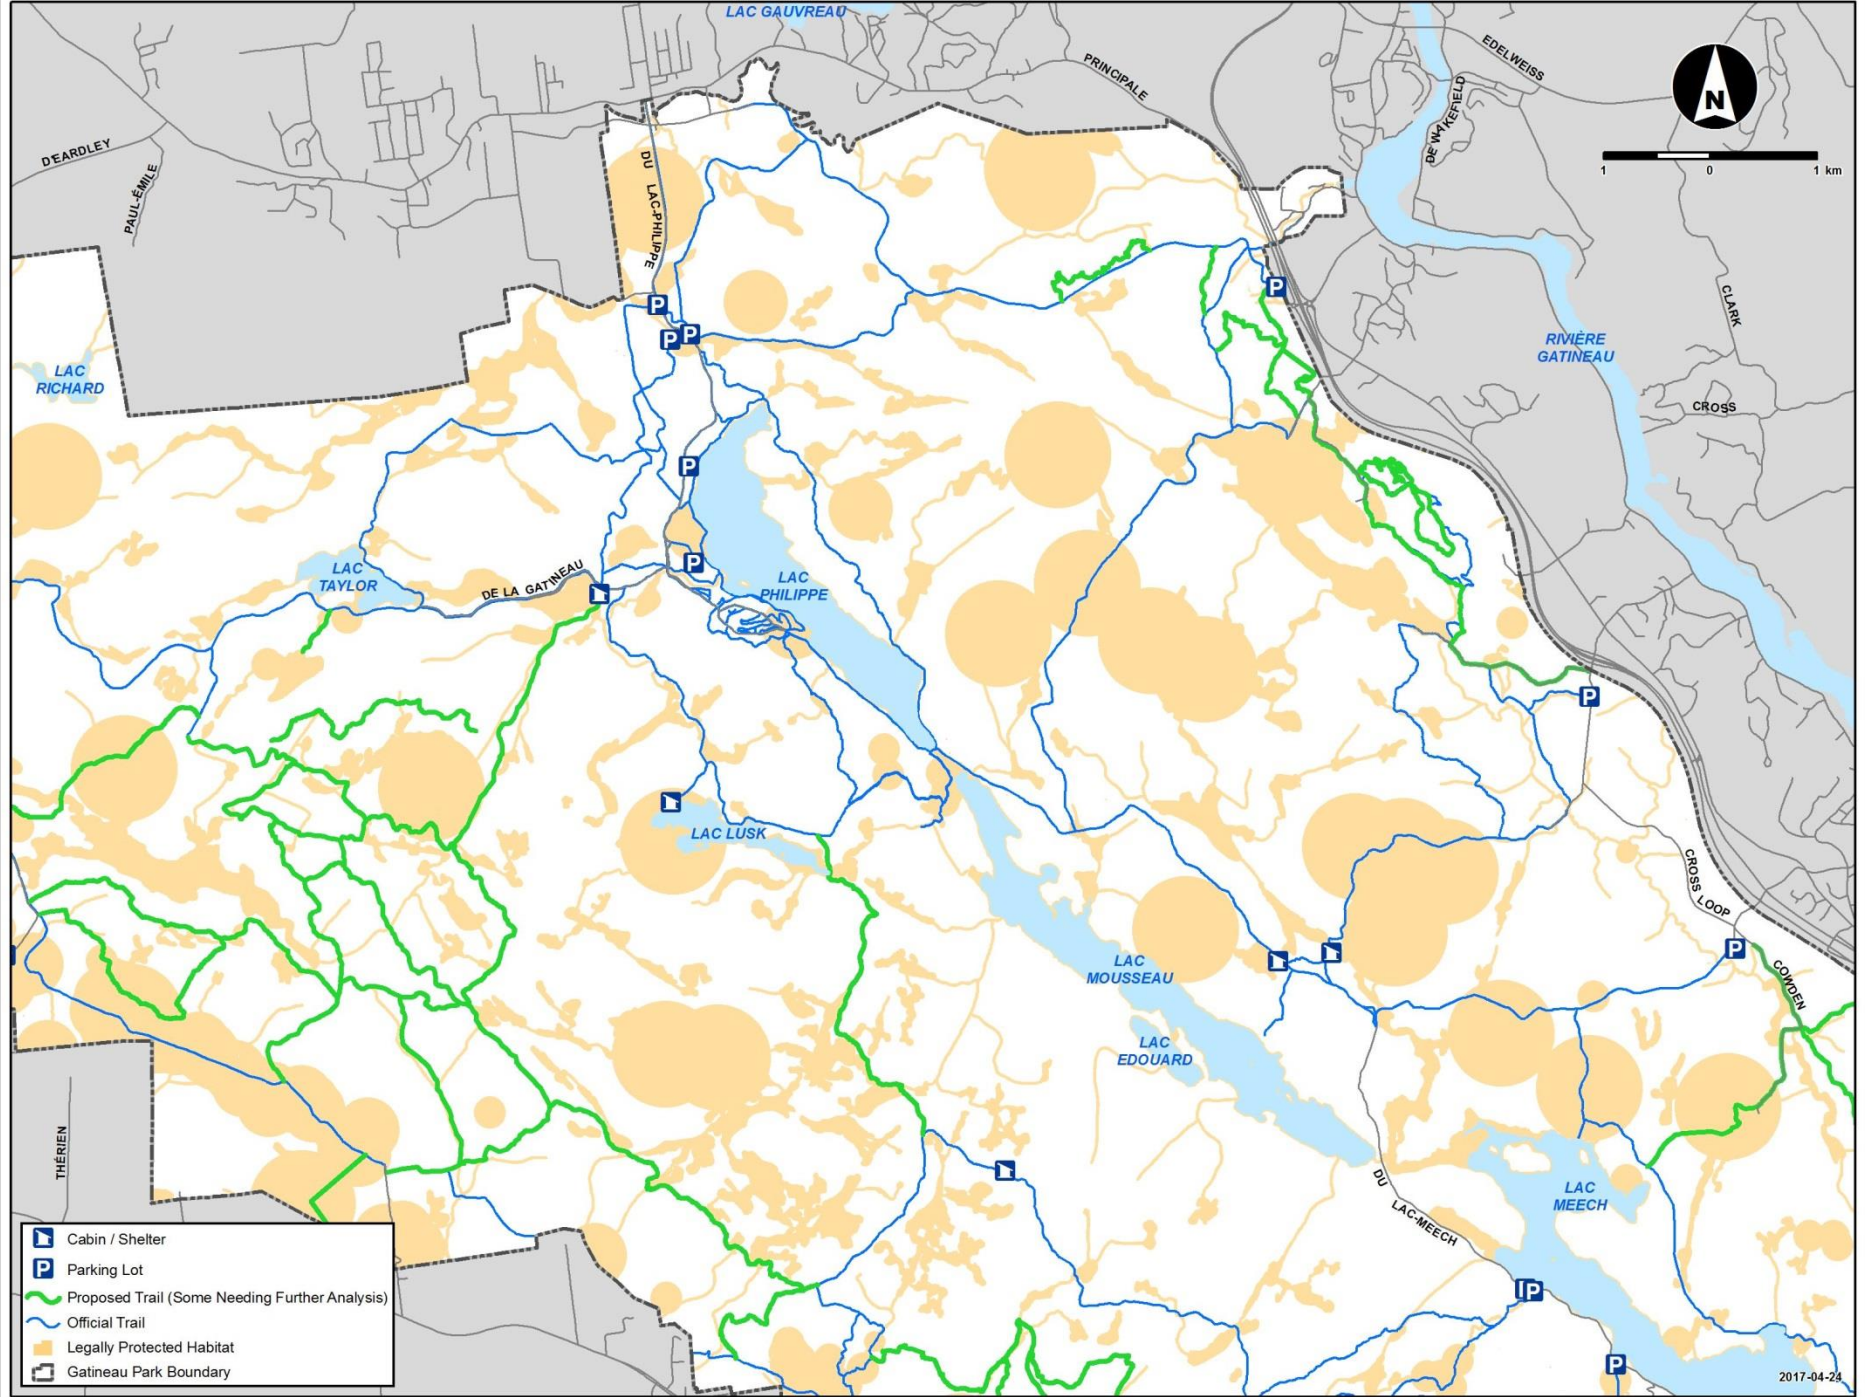 LAC GAUVREAU
PRINCIPALE
EDELWEISS
DE WAKEFIELD
N
1 0 1 km
D'EARDLEY
PAUL-ÉMILE
DU LAC-PHILIPPE
P
CLARK
P
P
P
RIVIÈRE
GATINEAU
LAC
RICHARD
CROSS
P
LAC
TAYLOR
DE LA GATINEAU
P
LAC
PHILIPPE
P
LAC LUSK
CROSS LOOP
P
LAC
MOUSSEAU
COWDEN
LAC
EDOUARD
THÉRIEN
DU LAC-MEECH
LAC
MEECH
P
P
Cabin / Shelter
P Parking Lot
Proposed Trail (Some Needing Further Analysis)
Official Trail
Legally Protected Habitat
Gatineau Park Boundary
2017-04-24